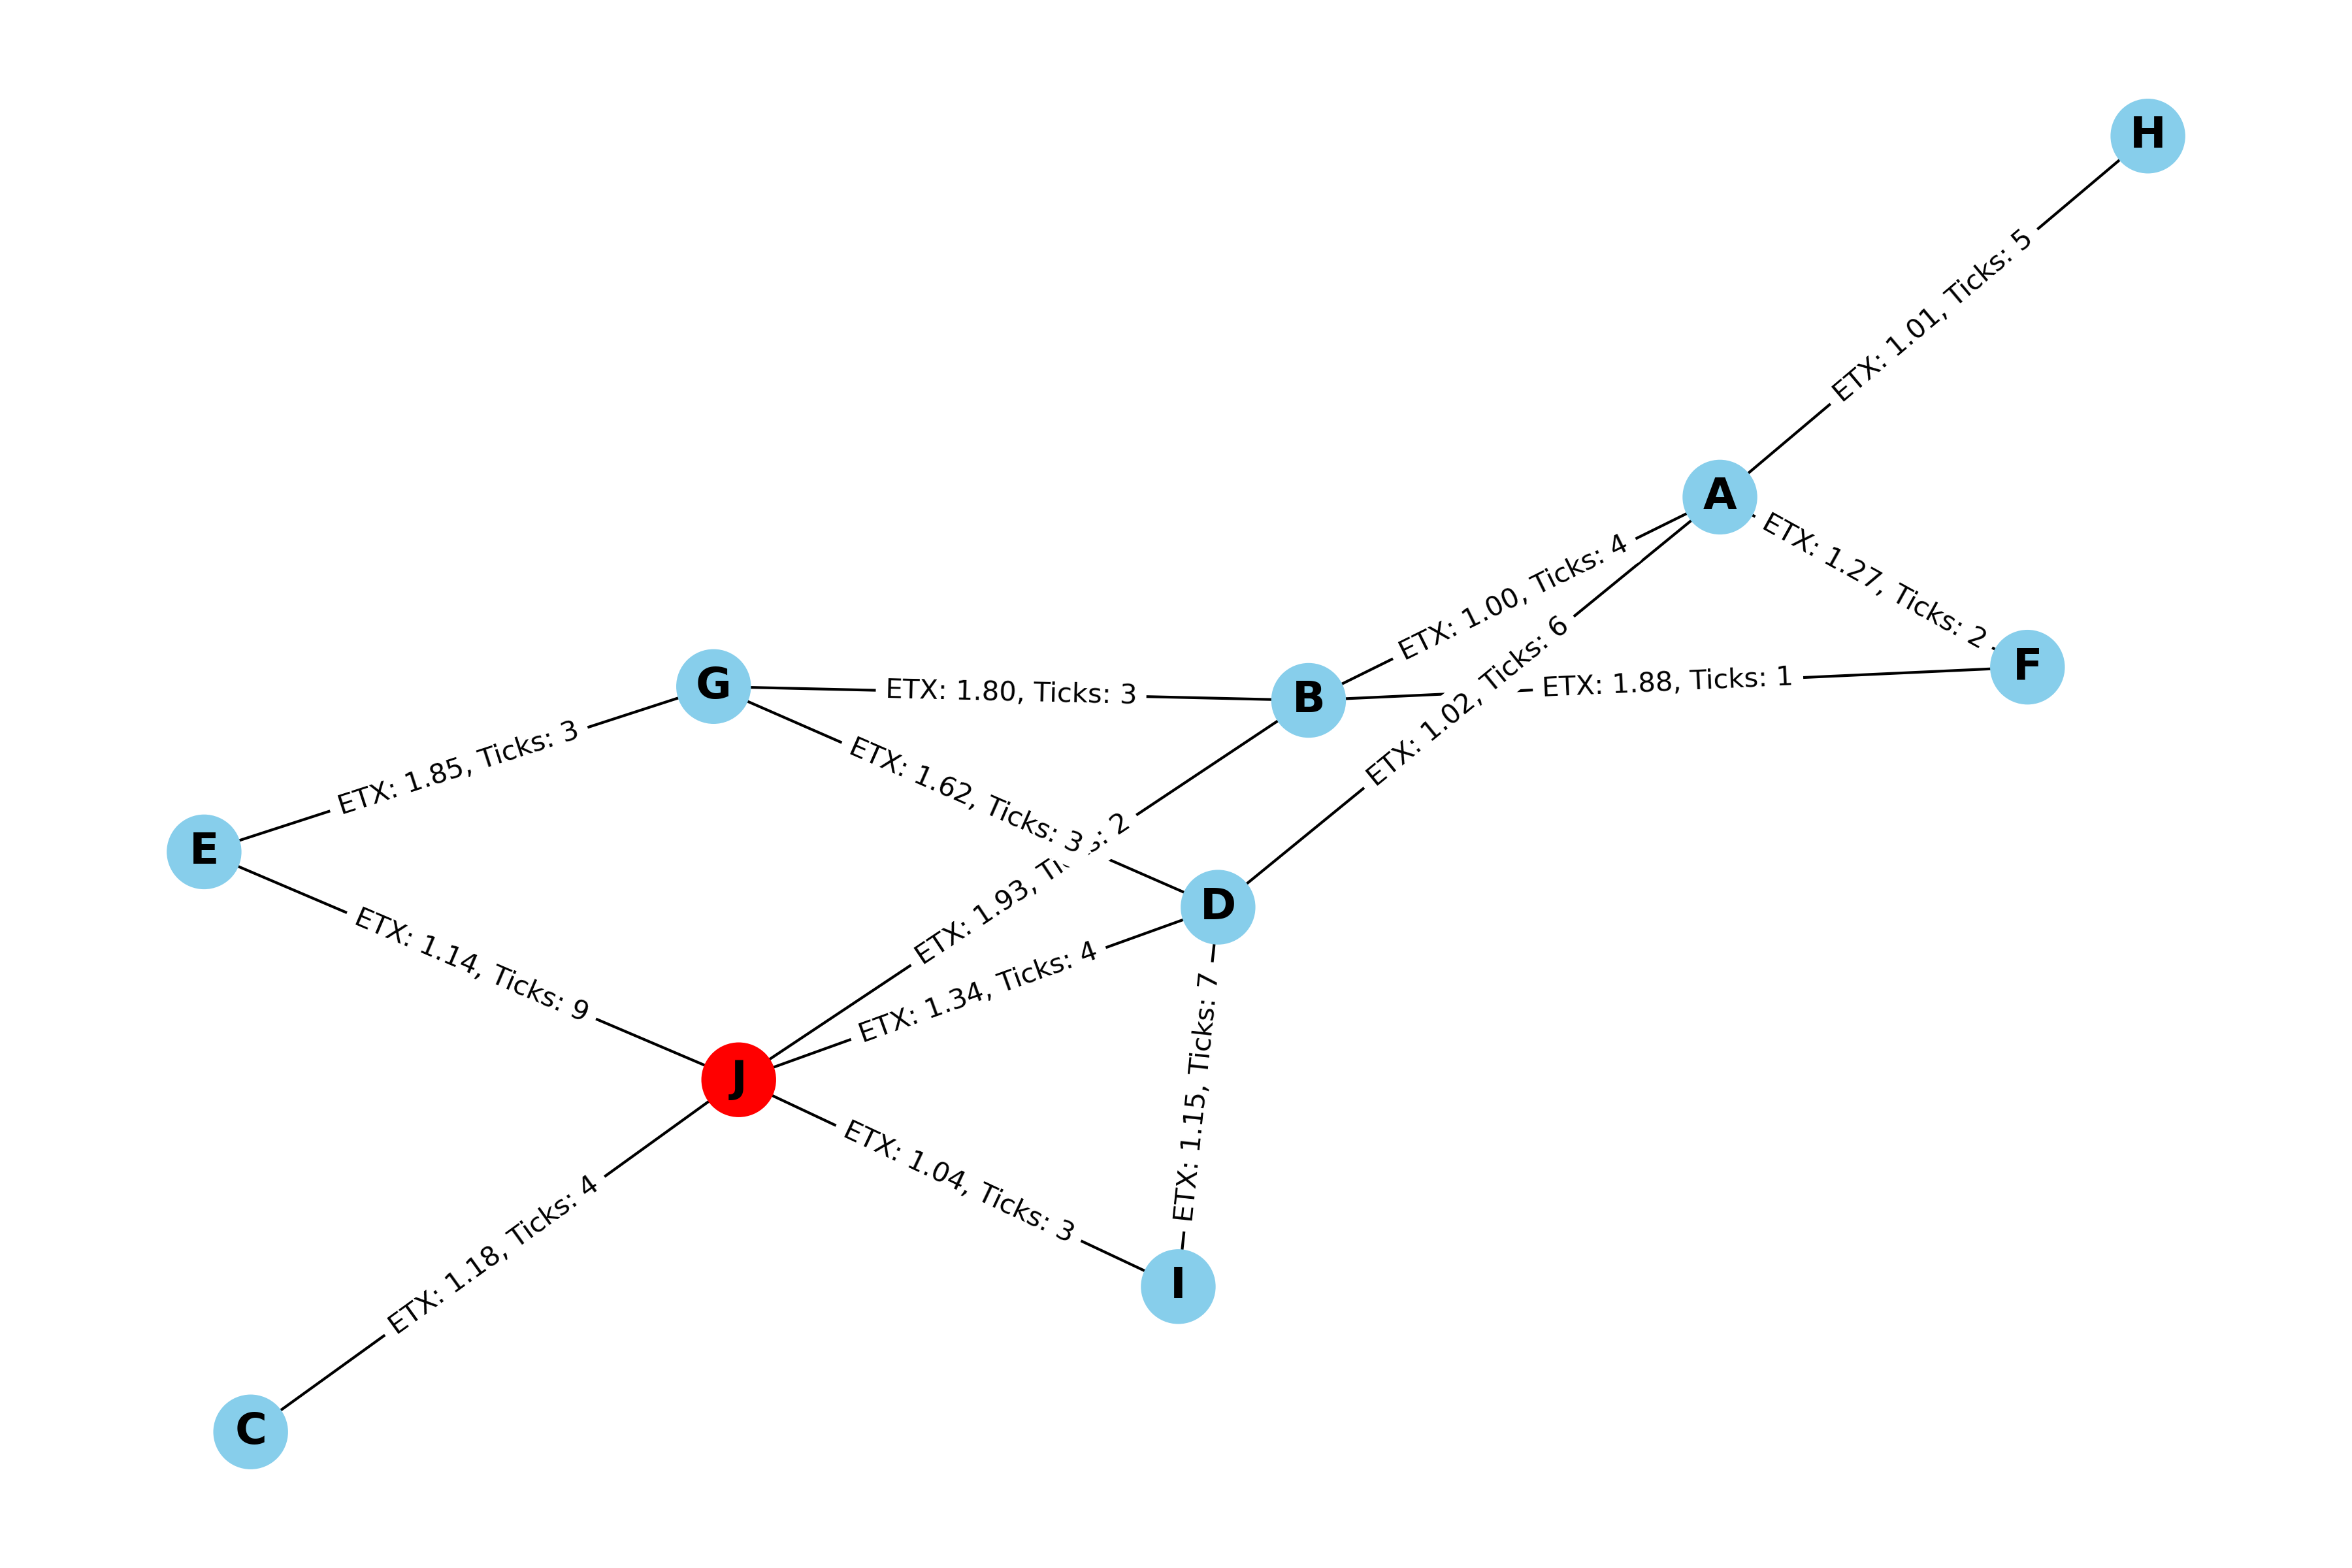 H
ETX: 1.01, Ticks: 5
A
ETX: 1.27, Ticks: 2
ETX: 1.00, Ticks: 4
ETX: 1.02, Ticks: 6
F
G
ETX: 1.80, Ticks: 3
B
ETX: 1.88, Ticks: 1
ETX: 1.85, Ticks: 3
ETX: 1.62, Ticks: 3
E
ETX: 1.93, : 2
D
ETX: 1.14, Ticks: 9
ETX: 1.34, Ticks: 4
J
ETX: 1.15, Ticks: 7
ETX: 1.04, Ticks: 3
ETX: 1.18, Ticks: 4
I
C